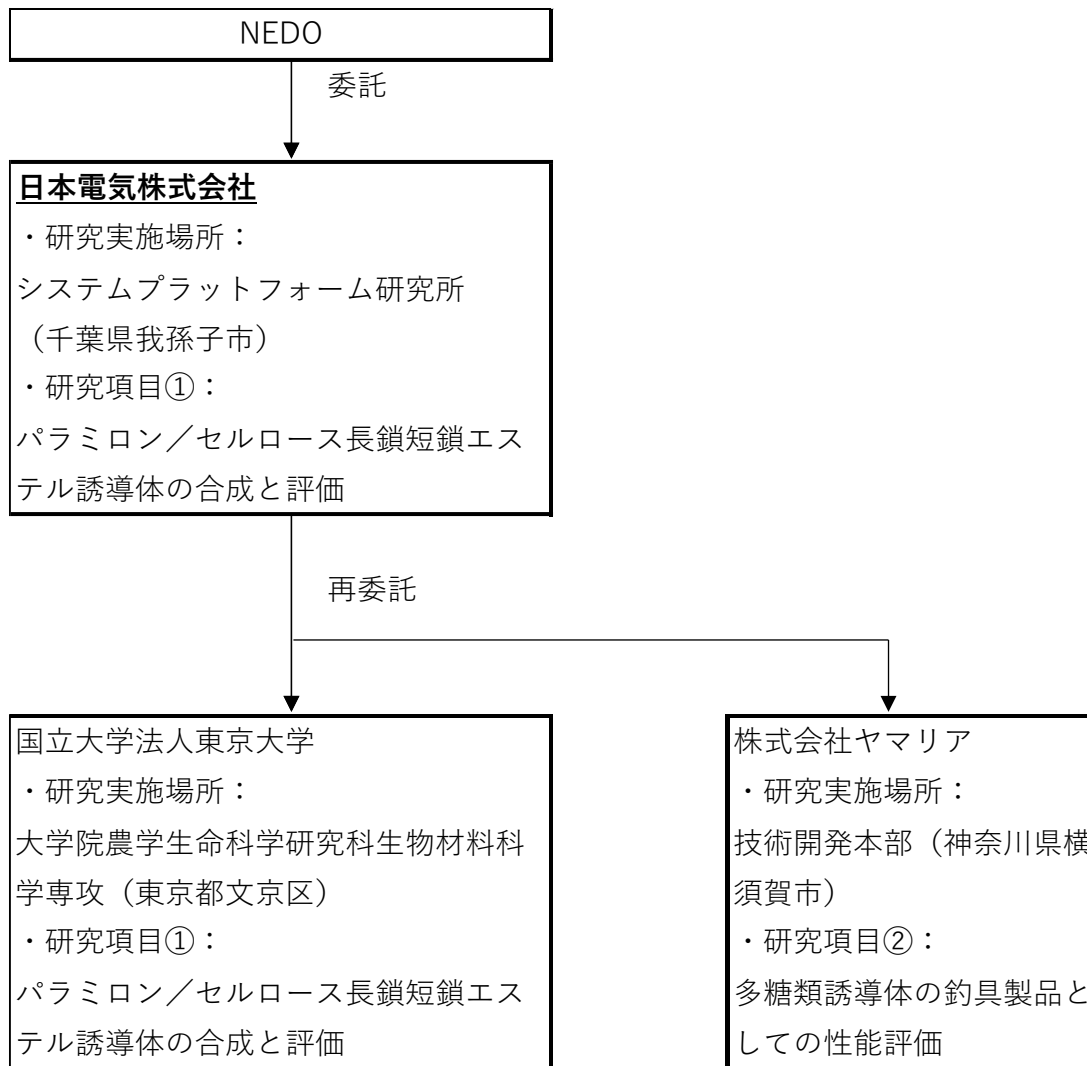 NEDO
委託
日本電気株式会社
・研究実施場所：
システムプラットフォーム研究所
（千葉県我孫子市）
・研究項目①：
パラミロン／セルロース長鎖短鎖エス
テル誘導体の合成と評価
再委託
国立大学法人東京大学
・研究実施場所：
大学院農学生命科学研究科生物材料科
学専攻（東京都文京区）
・研究項目①：
パラミロン／セルロース長鎖短鎖エス
テル誘導体の合成と評価
株式会社ヤマリア
・研究実施場所：
技術開発本部（神奈川県横
須賀市）
・研究項目②：
多糖類誘導体の釣具製品と
しての性能評価